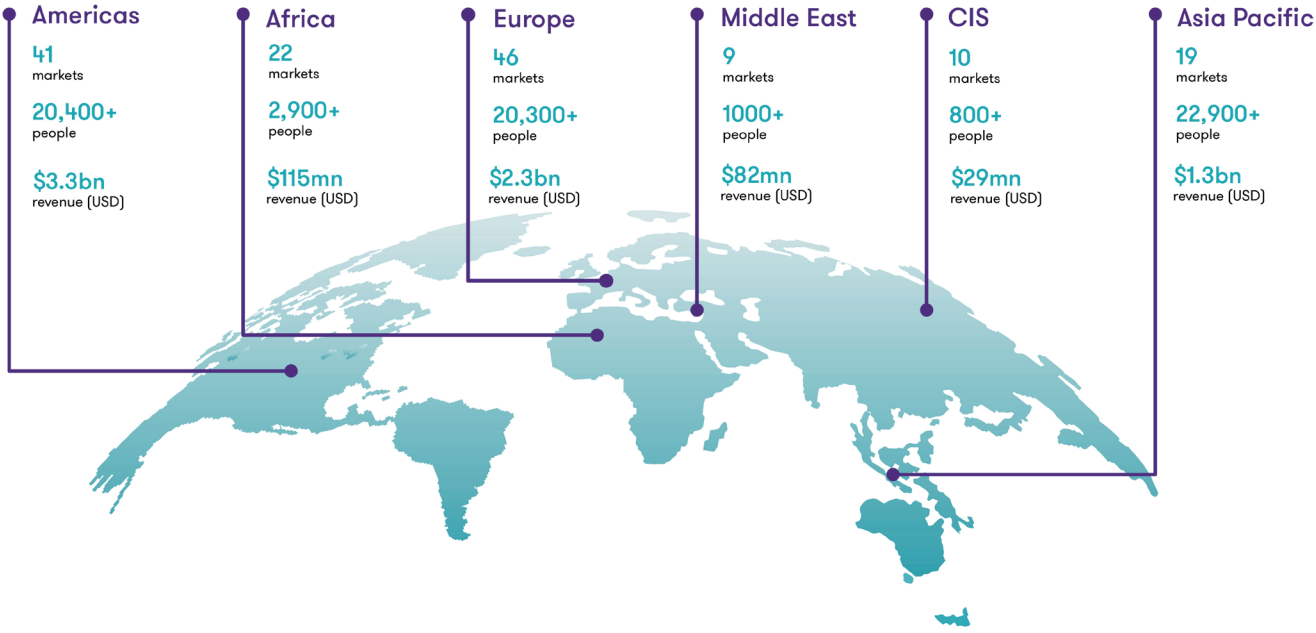 Americas
41
markets
20,400+
people
$3.3bn
revenue (USD)
Africa
22
markets
2,900+
people
$115mn
revenue (USD)
Europe
46
markets
20,300+
people
$2.3bn
revenue (USD)
Middle East
9
markets
1000+
people
$82mn
revenue (USD)
CIS
10
markets
800+
people
$29mn
revenue (USD)
Asia Pacific
19
markets
22,900+
people
$1.3bn
revenue (USD)